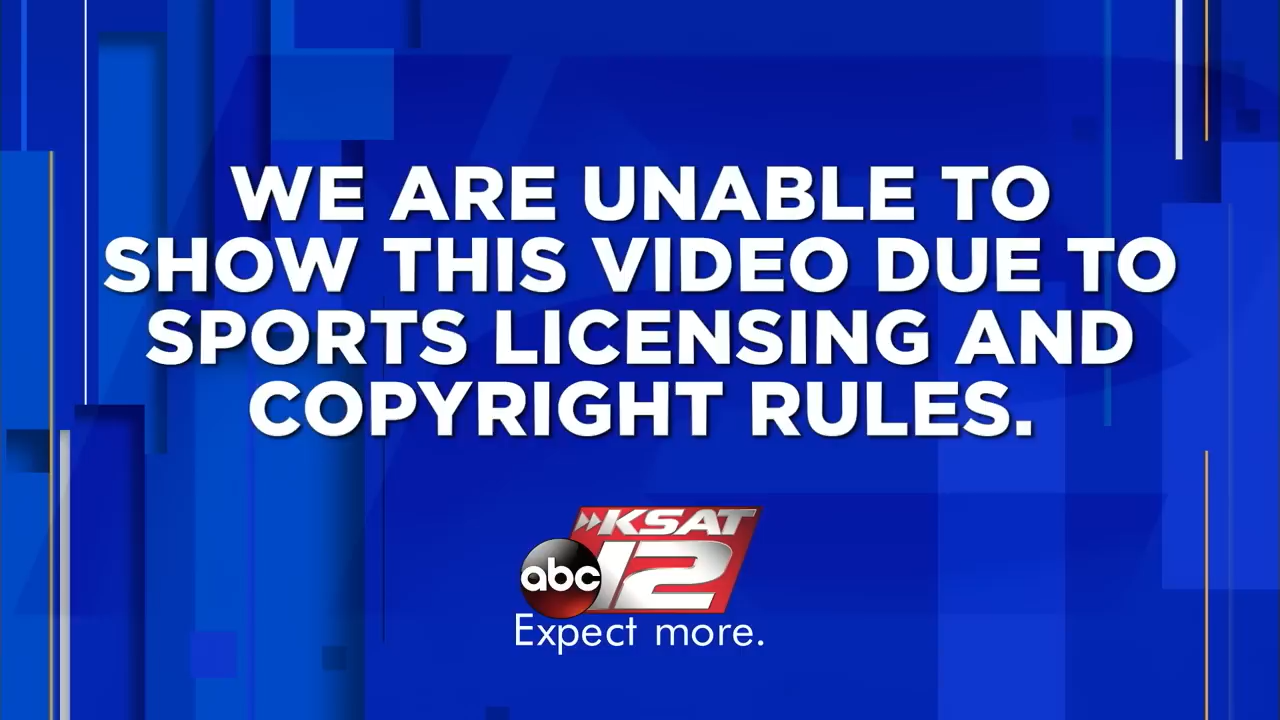 WE ARE UNABLE TO
SHOW THIS VIDEO DUE TO
SPORTS LICENSING AND
COPYRIGHT RULES.
KSAT
abc 12
Expect more.